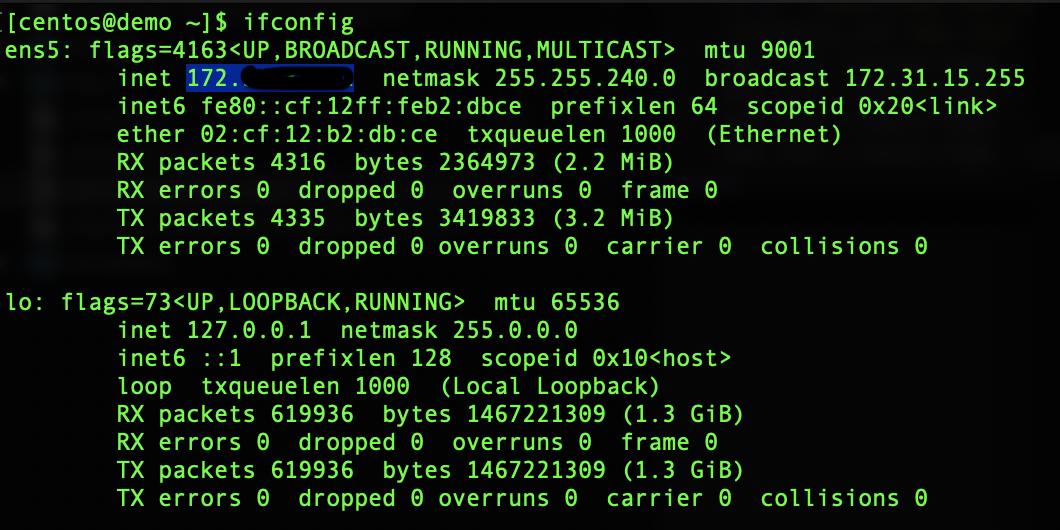 [[centos@demo ~]$ ifconfig
ens5: flags=4163<UP,BROADCAST,RUNNING,MULTICAST>  mtu 9001
inet 172. netmask 255.255.240.0  broadcast 172.31.15.255
inet6 fe80::cf:12ff:feb2:dbce  prefixlen 64  scopeid 0x20<link>
ether 02:cf:12:b2:db:ce  txqueuelen 1000  (Ethernet)
RX packets 4316  bytes 2364973 (2.2 MiB)
RX errors 0  dropped 0  overruns 0  frame 0
TX packets 4335  bytes 3419833 (3.2 MiB)
TX errors 0  dropped 0 overruns 0  carrier 0  collisions 0
lo: flags=73<UP,LOOPBACK,RUNNING>  mtu 65536
inet 127.0.0.1  netmask 255.0.0.0
inet6 ::1  prefixlen 128  scopeid 0x10<host>
loop  txqueuelen 1000  (Local Loopback)
RX packets 619936  bytes 1467221309 (1.3 GiB)
RX errors 0  dropped 0  overruns 0  frame 0
TX packets 619936  bytes 1467221309 (1.3 GiB)
TX errors 0  dropped 0 overruns 0  carrier 0  collisions 0